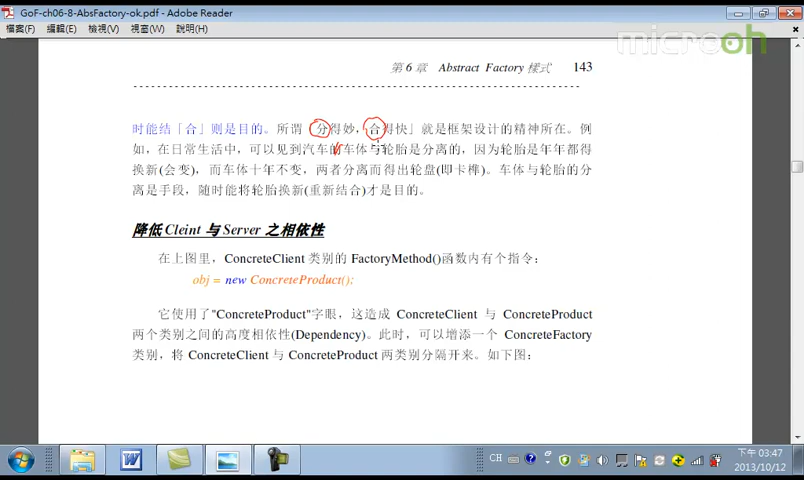 GoF-ch06-8-AbsFactory-ok.pdf - Adobe Reader
檔案(F) 編輯(E) 檢視(V) 視窗(W) 說明(H)
microoh
第 6 章 Abstract Factory 樣式 143
时能结「合」则是目的。所谓「分得妙，合得快」就是框架设计的精神所在。例
如，在日常生活中，可以见到汽车的车体与轮胎是分离的，因为轮胎是年年都得
换新(会变)，而车体十年不变，两者分离而得出轮盘(即卡榫)。车体与轮胎的分
离是手段，随时能将轮胎换新(重新结合)才是目的。
降低 Cleint 与 Server 之相依性
在上图里，ConcreteClient 类别的 FactoryMethod()函数内有个指令：
obj = new ConcreteProduct();
它使用了"ConcreteProduct"字眼，这造成 ConcreteClient 与 ConcreteProduct
两个类别之间的高度相依性(Dependency)。此时，可以增添一个 ConcreteFactory
类别，将 ConcreteClient 与 ConcreteProduct 两类别分隔开来。如下图：
CH
下午 03:47
2013/10/12